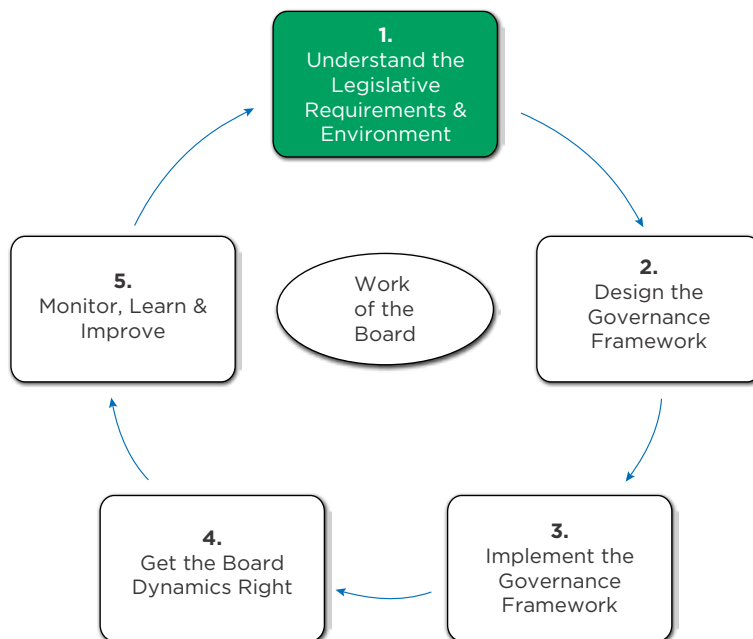 1.
Understand the
Legislative
Requirements &
Environment
2.
Design the
Governance
Framework
3.
Implement the
Governance
Framework
4.
Get the Board
Dynamics Right
5.
Monitor, Learn &
Improve
Work
of the
Board